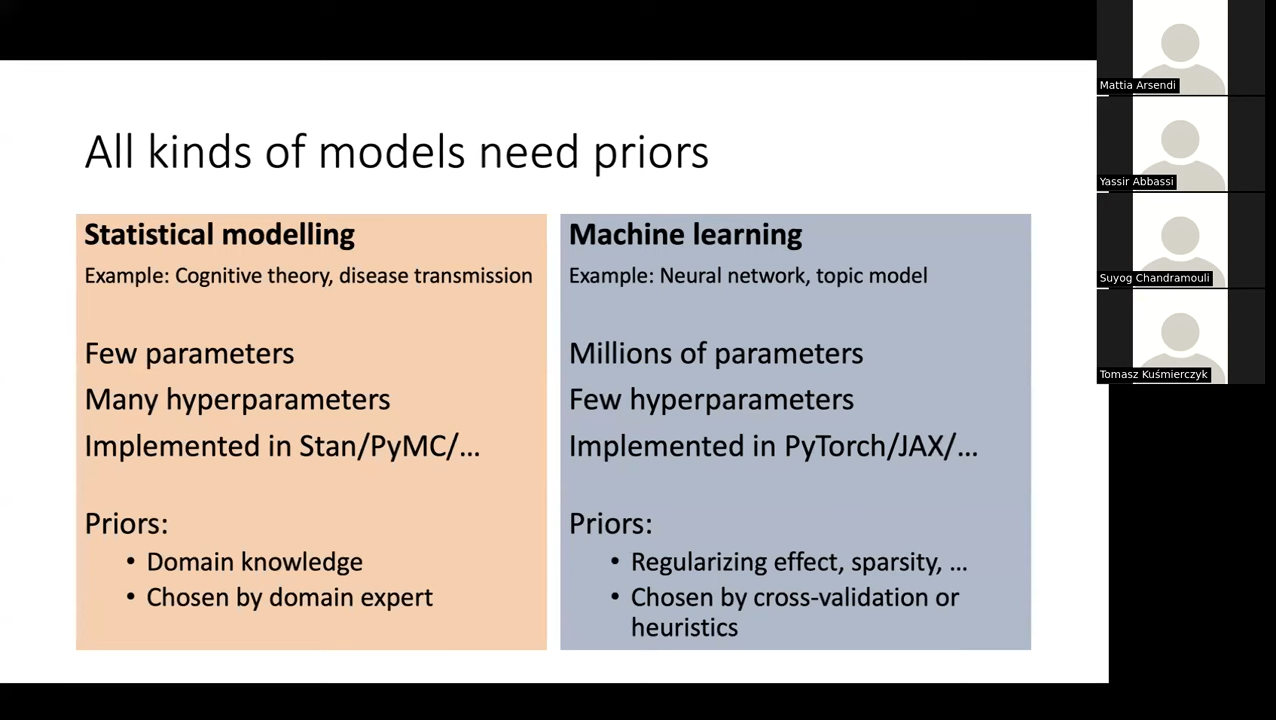 All kinds of models need priors
Statistical modelling
Example: Cognitive theory, disease transmission
Few parameters
Many hyperparameters
Implemented in Stan/PyMC/...
Priors:
• Domain knowledge
• Chosen by domain expert
Machine learning
Example: Neural network, topic model
Millions of parameters
Few hyperparameters
Implemented in PyTorch/JAX/...
Priors:
• Regularizing effect, sparsity, ...
• Chosen by cross-validation or
heuristics
Mattia Arsendi
Yassir Abbassi
Suyog Chandramouli
Tomasz Kuśmierczyk